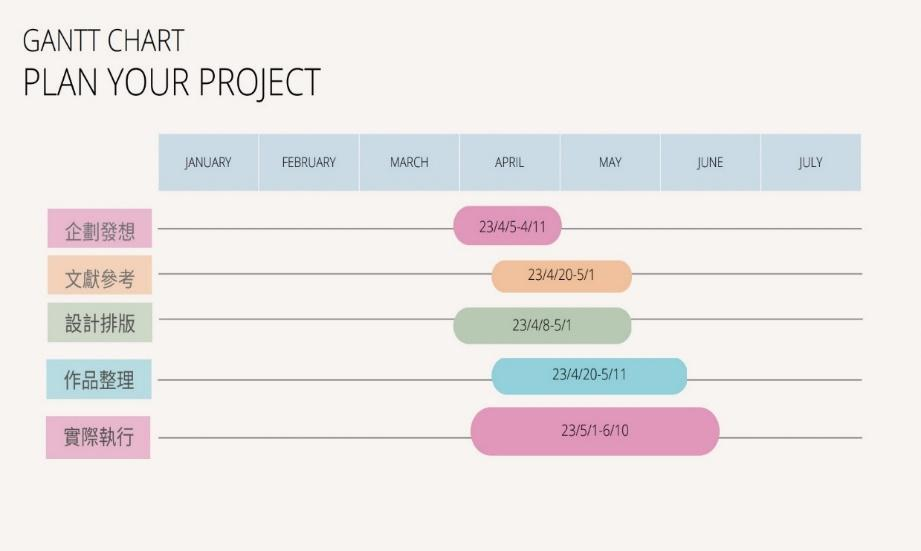 GANTT CHART
PLAN YOUR PROJECT
JANUARY FEBRUARY MARCH APRIL MAY JUNE JULY
企劃發想 23/4/5-4/11
文獻參考 23/4/20-5/1
設計排版 23/4/8-5/1
作品整理 23/4/20-5/11
實際執行 23/5/1-6/10